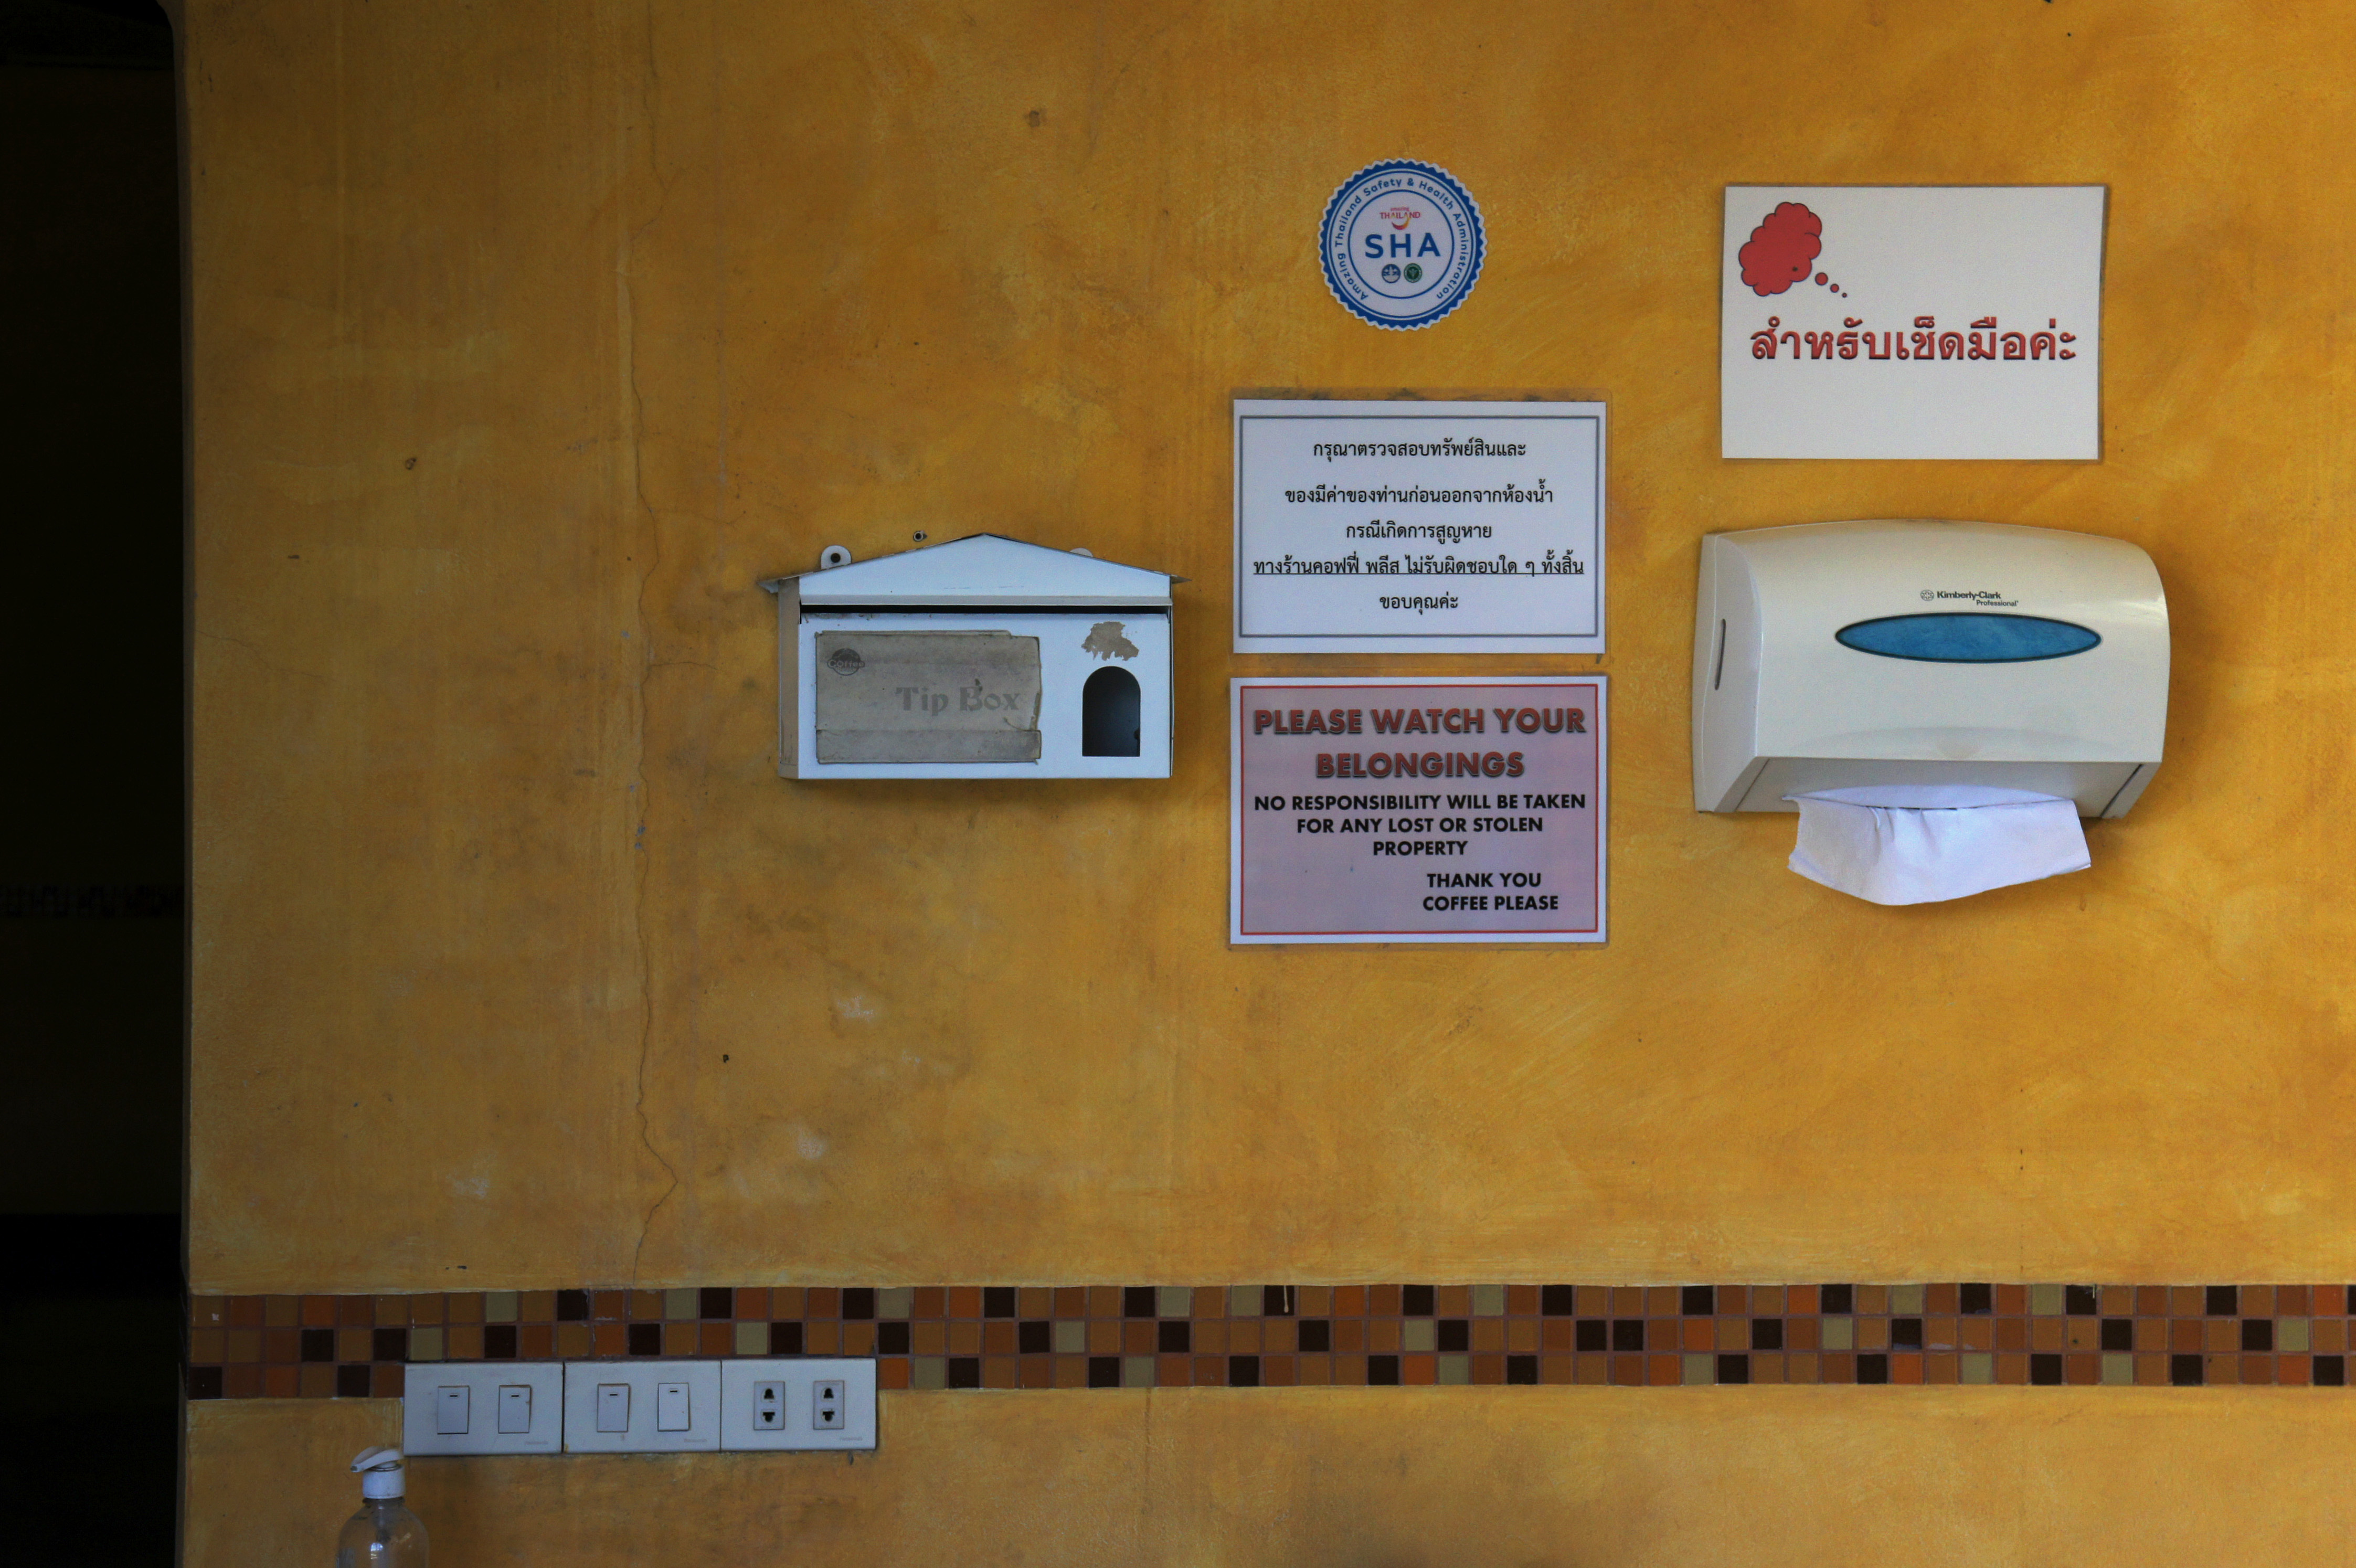 Amazing Thailand Safety & Health Administration
AMAZING
THAILAND
SHA
สำหรับเช็ดมือค่ะ
กรุณาตรวจสอบทรัพย์สินและ
ของมีค่าของท่านก่อนออกจากห้องน้ำ
กรณีเกิดการสูญหาย
ทางร้านคอฟฟี่ พลีส ไม่รับผิดชอบใด ๆ ทั้งสิ้น
ขอบคุณค่ะ
Coffee
Tip Box
PLEASE WATCH YOUR
BELONGINGS
NO RESPONSIBILITY WILL BE TAKEN
FOR ANY LOST OR STOLEN
PROPERTY
THANK YOU
COFFEE PLEASE
Kimberly-Clark
Professional*